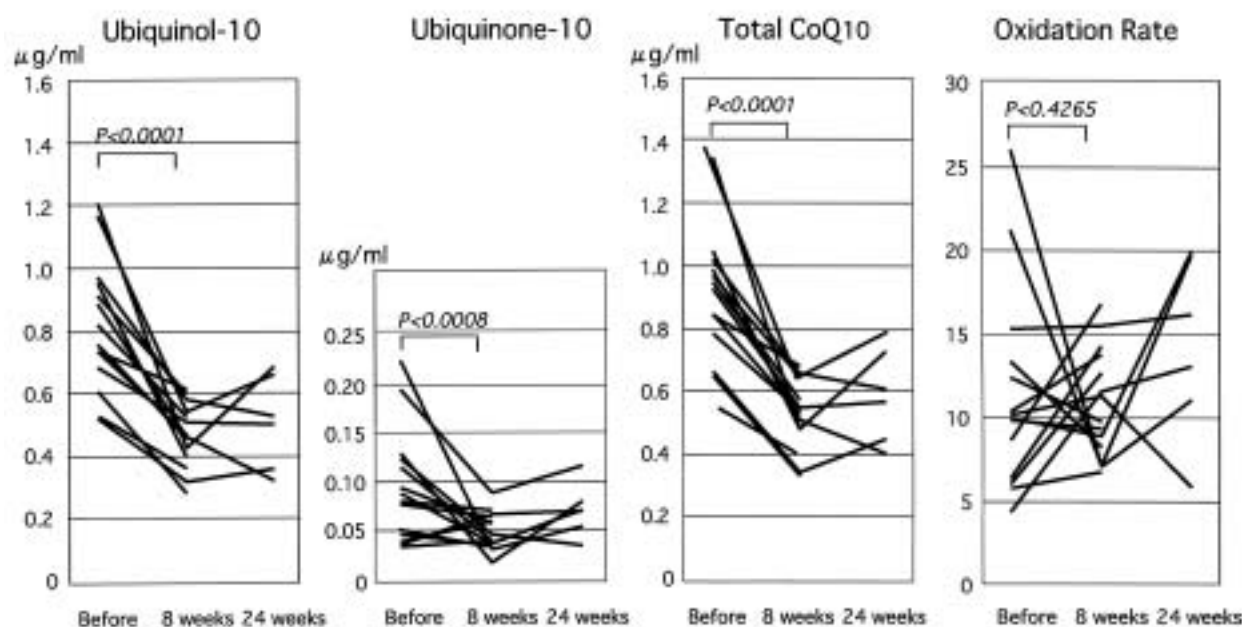 Ubiquinol-10
μg/ml
1.6
1.4
1.2
1.0
0.8
0.6
0.4
0.2
0
P<0.0001
Before 8 weeks 24 weeks
Ubiquinone-10
μg/ml
0.25
0.20
0.15
0.10
0.05
0
P<0.0008
Before 8 weeks 24 weeks
Total CoQ10
μg/ml
1.6
1.4
1.2
1.0
0.8
0.6
0.4
0.2
0
P<0.0001
Before 8 weeks 24 weeks
Oxidation Rate
30
25
20
15
10
5
0
P<0.4265
Before 8 weeks 24 weeks